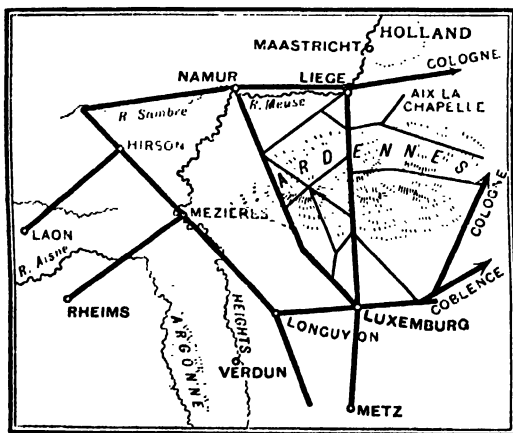 HOLLAND
MAASTRICHT
COLOGNE
NAMUR
LIEGE
AIX LA
CHAPELLE
R. Sambre
R. Meuse
HIRSON
ARDENNES
MEZIERES
LAON
R. Aisne
COLOGNE
COBLENCE
RHEIMS
HEIGHTS
LONGUYON
LUXEMBURG
ARGONNE
VERDUN
METZ